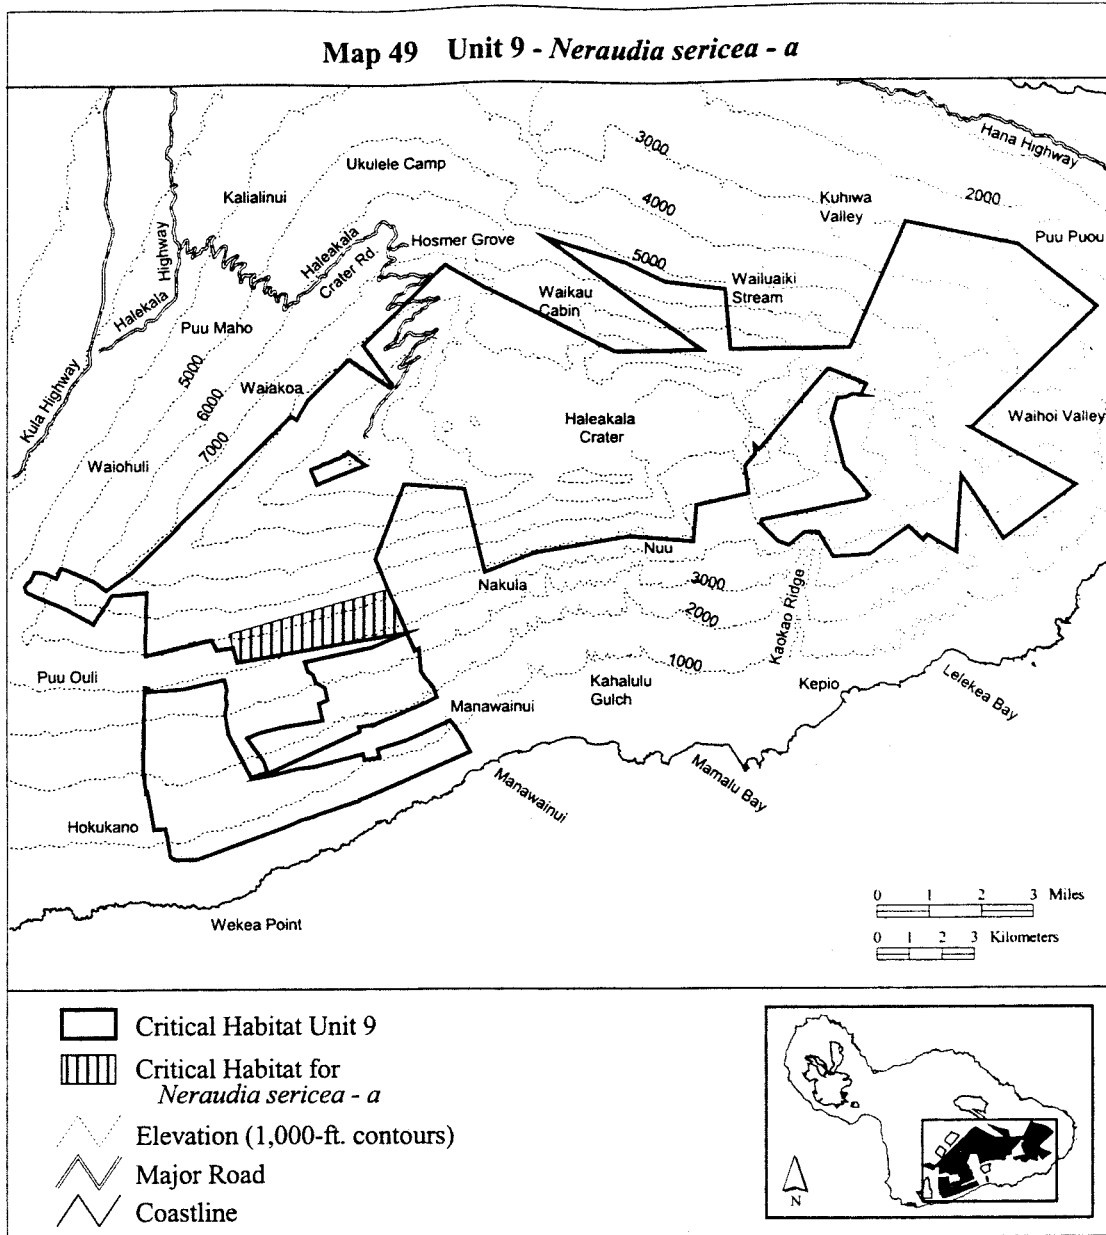 Map 49 Unit 9 - Neraudia sericea - a
Hana Highway
3000
Ukulele Camp
2000
Kalialinui
4000
Kuhiwa
Valley
Highway
Haleakala
Crater Rd.
Hosmer Grove
Puu Puou
5000
Wailuaiki
Stream
Waikau
Cabin
Halekala
Puu Maho
5000
Kula Highway
Waiakoa
6000
Haleakala
Crater
Waihoi Valley
7000
Waiohuli
Nuu
Nakula
3000
Kaokao Ridge
2000
1000
Puu Ouli
Kahalulu
Gulch
Kepio
Lelekea Bay
Manawainui
Mamalu Bay
Manawainui
Hokukano
Wekea Point
0 1 2 3 Miles
0 1 2 3 Kilometers
Critical Habitat Unit 9
Critical Habitat for
Neraudia sericea - a
Elevation (1,000-ft. contours)
Major Road
Coastline
N